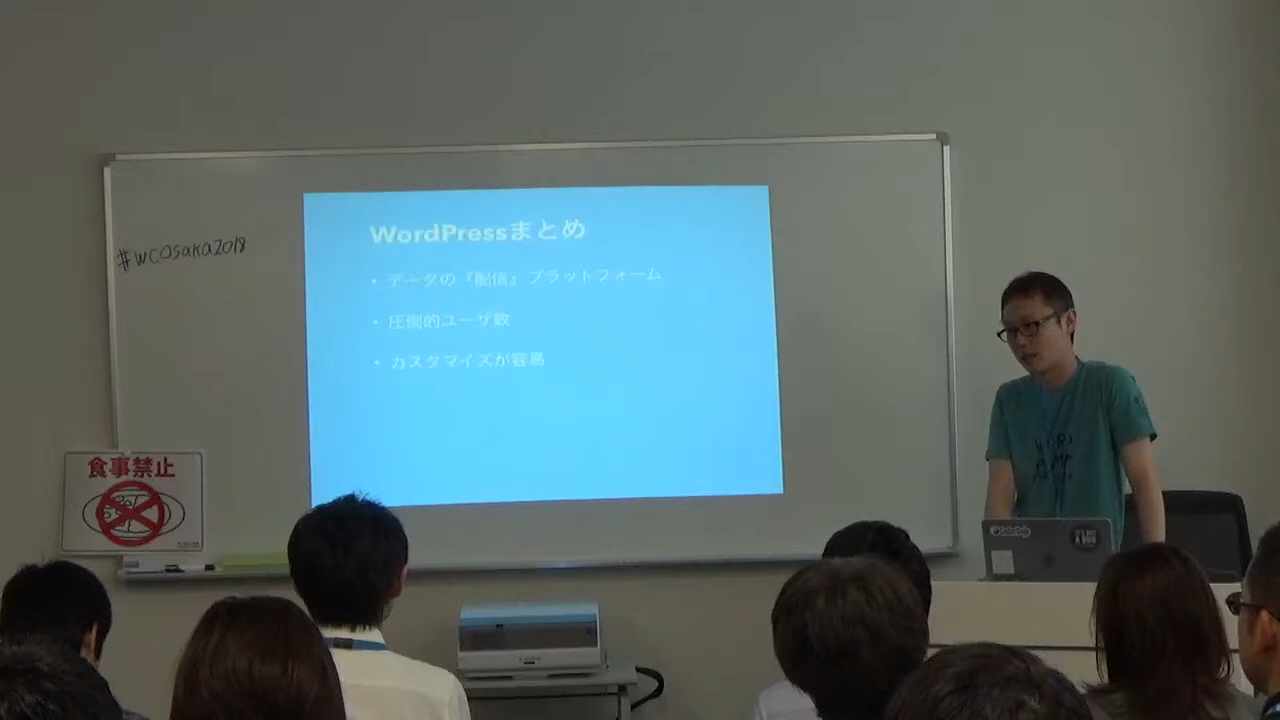 #wcosaka2018
WordPressまとめ
・データの『配信』プラットフォーム
・圧倒的ユーザ数
・カスタマイズが容易
食事禁止